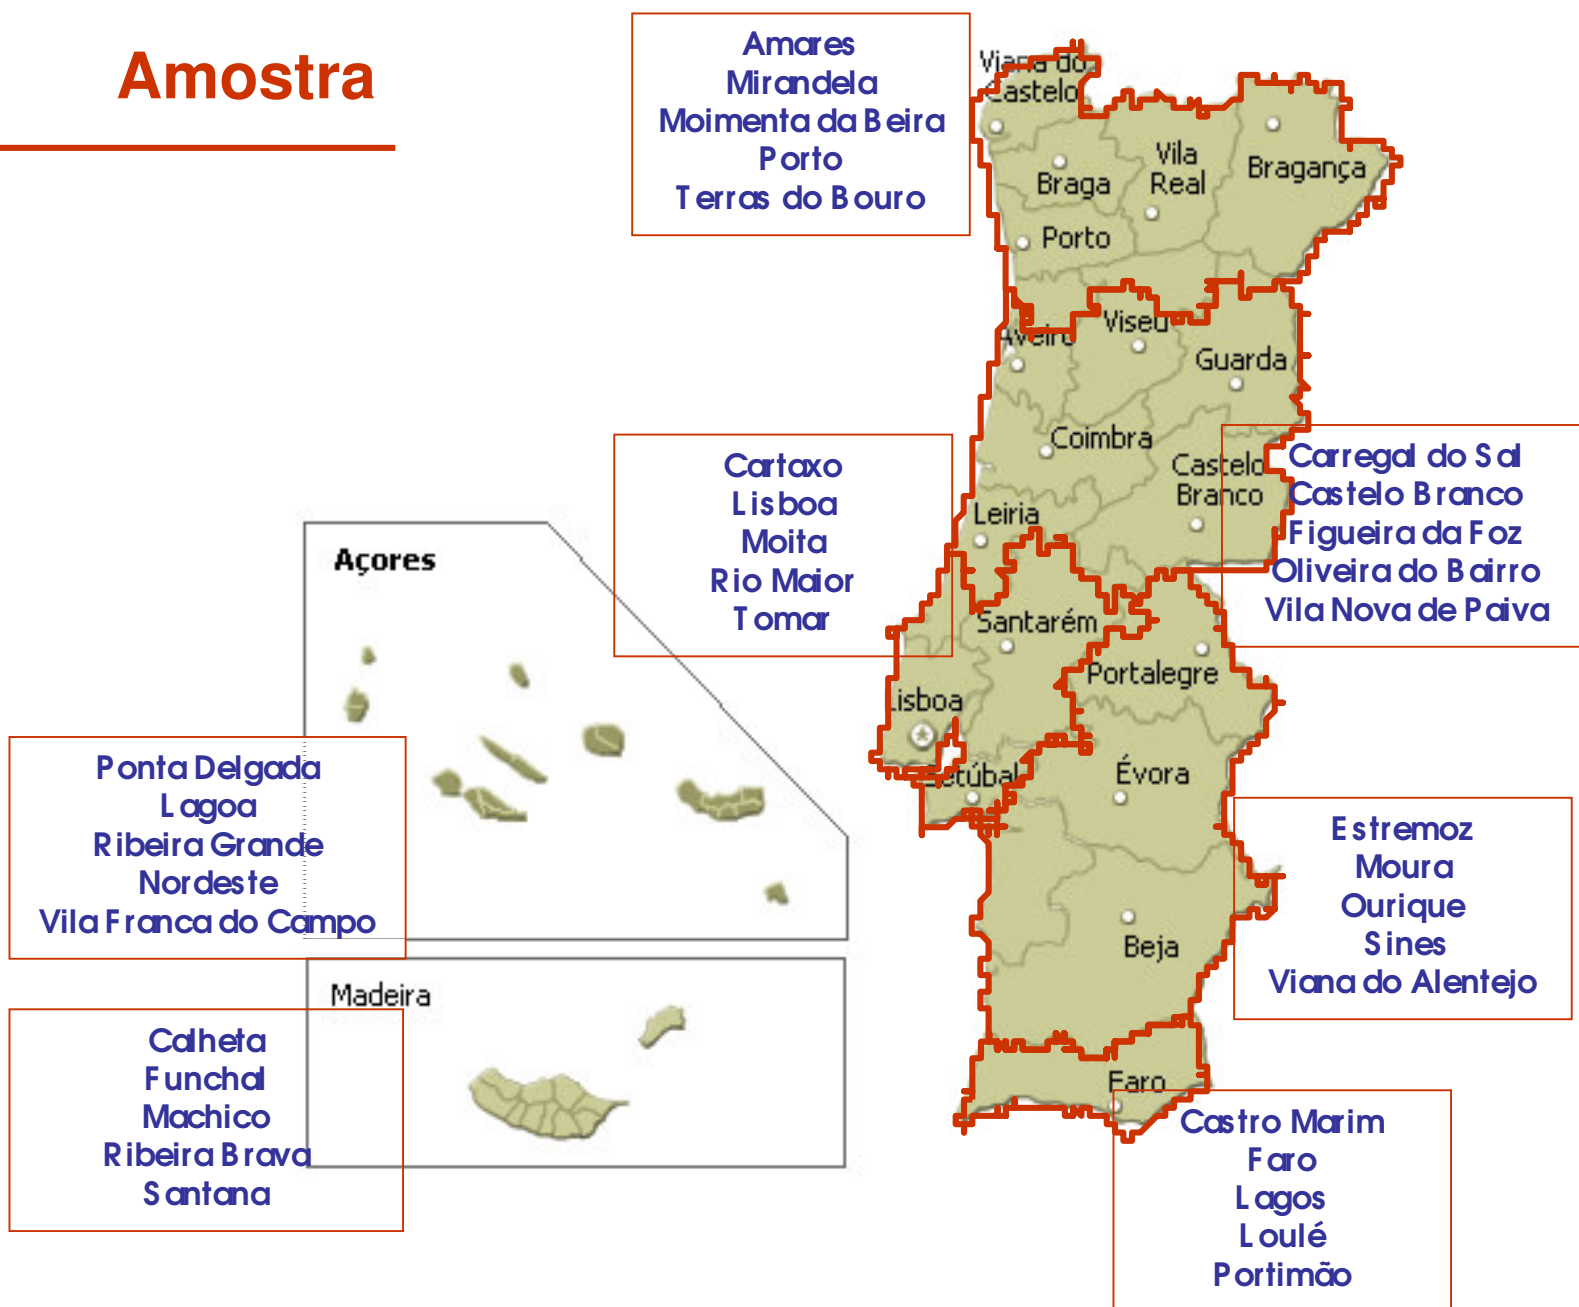 Amostra
Amares
Mirandela
Moimenta da Beira
Porto
Terras do Bouro
Viana do
Castelo
Braga
Vila
Real
Bragança
Porto
Aveiro
Viseu
Guarda
Coimbra
Castelo
Branco
Leiria
Cartaxo
Lisboa
Moita
Rio Maior
Tomar
Carregal do Sal
Castelo Branco
Figueira da Foz
Oliveira do Bairro
Vila Nova de Paiva
Açores
Santarém
Portalegre
Lisboa
Setúbal
Évora
Beja
Faro
Ponta Delgada
Lagoa
Ribeira Grande
Nordeste
Vila Franca do Campo
Estremoz
Moura
Ourique
Sines
Viana do Alentejo
Madeira
Calheta
Funchal
Machico
Ribeira Brava
Santana
Castro Marim
Faro
Lagos
Loulé
Portimão